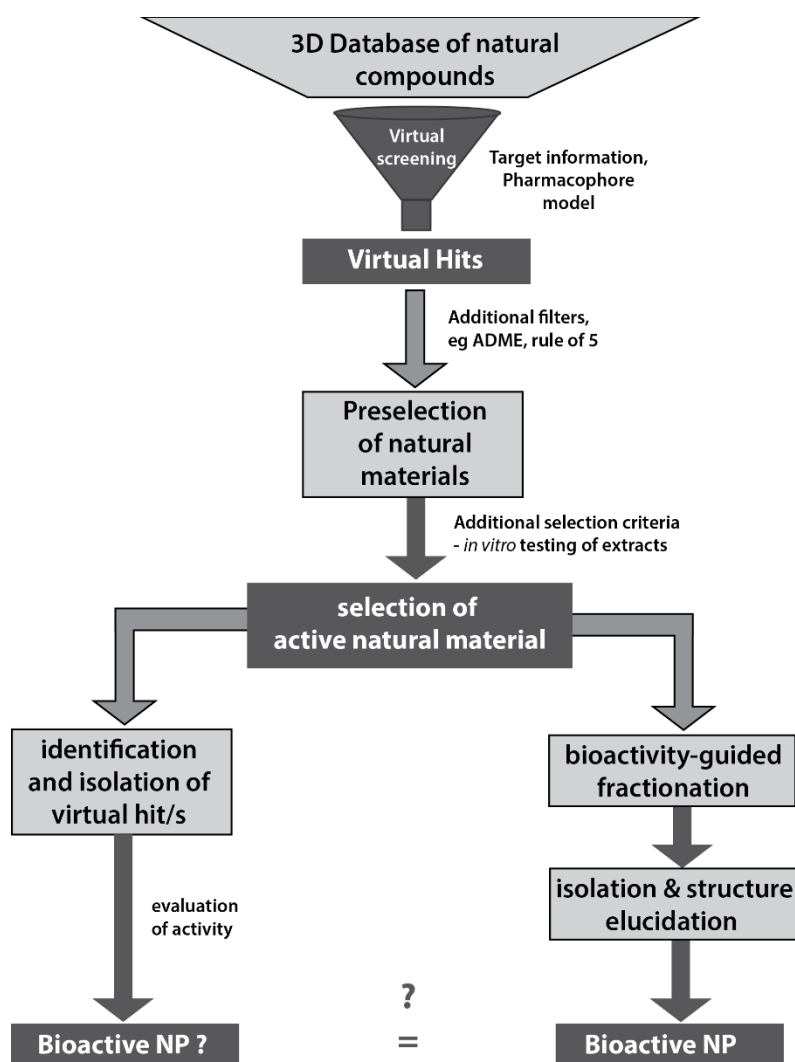 3D Database of natural
compounds
Virtual
screening
Target information,
Pharmacophore
model
Virtual Hits
Additional filters,
eg ADME, rule of 5
Preselection
of natural
materials
Additional selection criteria
- in vitro testing of extracts
selection of
active natural material
identification
and isolation of
virtual hit/s
bioactivity-guided
fractionation
isolation & structure
elucidation
evaluation
of activity
?
=
Bioactive NP ?
Bioactive NP